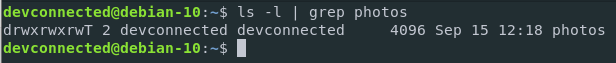 devconnected@debian-10:~$ ls -l | grep photos
drwxrwxrwT 2 devconnected devconnected    4096 Sep 15 12:18 photos
devconnected@debian-10:~$